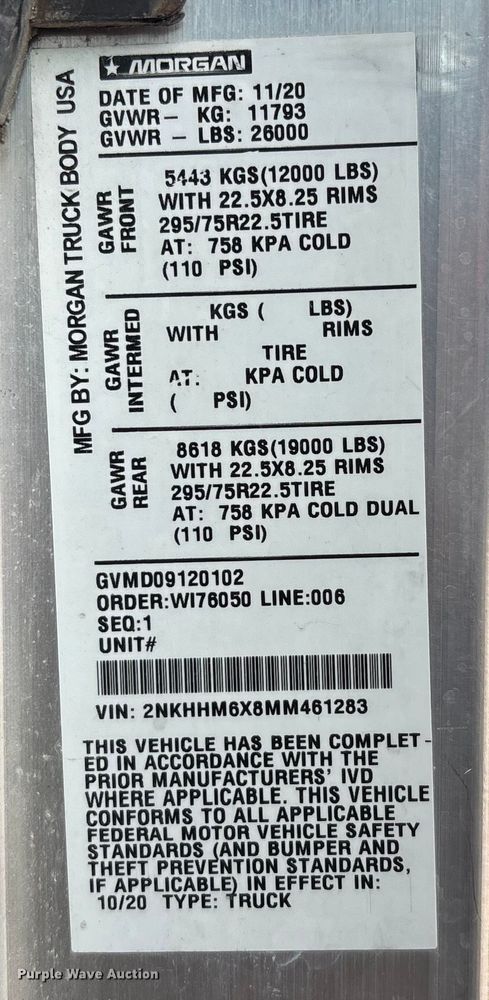 MORGAN
MFG BY: MORGAN TRUCK BODY USA
DATE OF MFG: 11/20
GVWR- KG: 11793
GVWR - LBS: 26000
GAWR FRONT
5443 KGS(12000 LBS)
WITH 22.5X8.25 RIMS
295/75R22.5TIRE
AT: 758 KPA COLD
(110 PSI)
GAWR INTERMED
KGS ( LBS)
WITH RIMS
TIRE
AT: KPA COLD
( PSI)
GAWR REAR
8618 KGS(19000 LBS)
WITH 22.5X8.25 RIMS
295/75R22.5TIRE
AT: 758 KPA COLD DUAL
(110 PSI)
GVMD09120102
ORDER:WI76050 LINE:006
SEQ:1
UNIT#
VIN: 2NKHHM6X8MM461283
THIS VEHICLE HAS BEEN COMPLET-
ED IN ACCORDANCE WITH THE
PRIOR MANUFACTURERS' IVD
WHERE APPLICABLE. THIS VEHICLE
CONFORMS TO ALL APPLICABLE
FEDERAL MOTOR VEHICLE SAFETY
STANDARDS (AND BUMPER AND
THEFT PREVENTION STANDARDS,
IF APPLICABLE) IN EFFECT IN:
10/20 TYPE: TRUCK
Purple Wave Auction